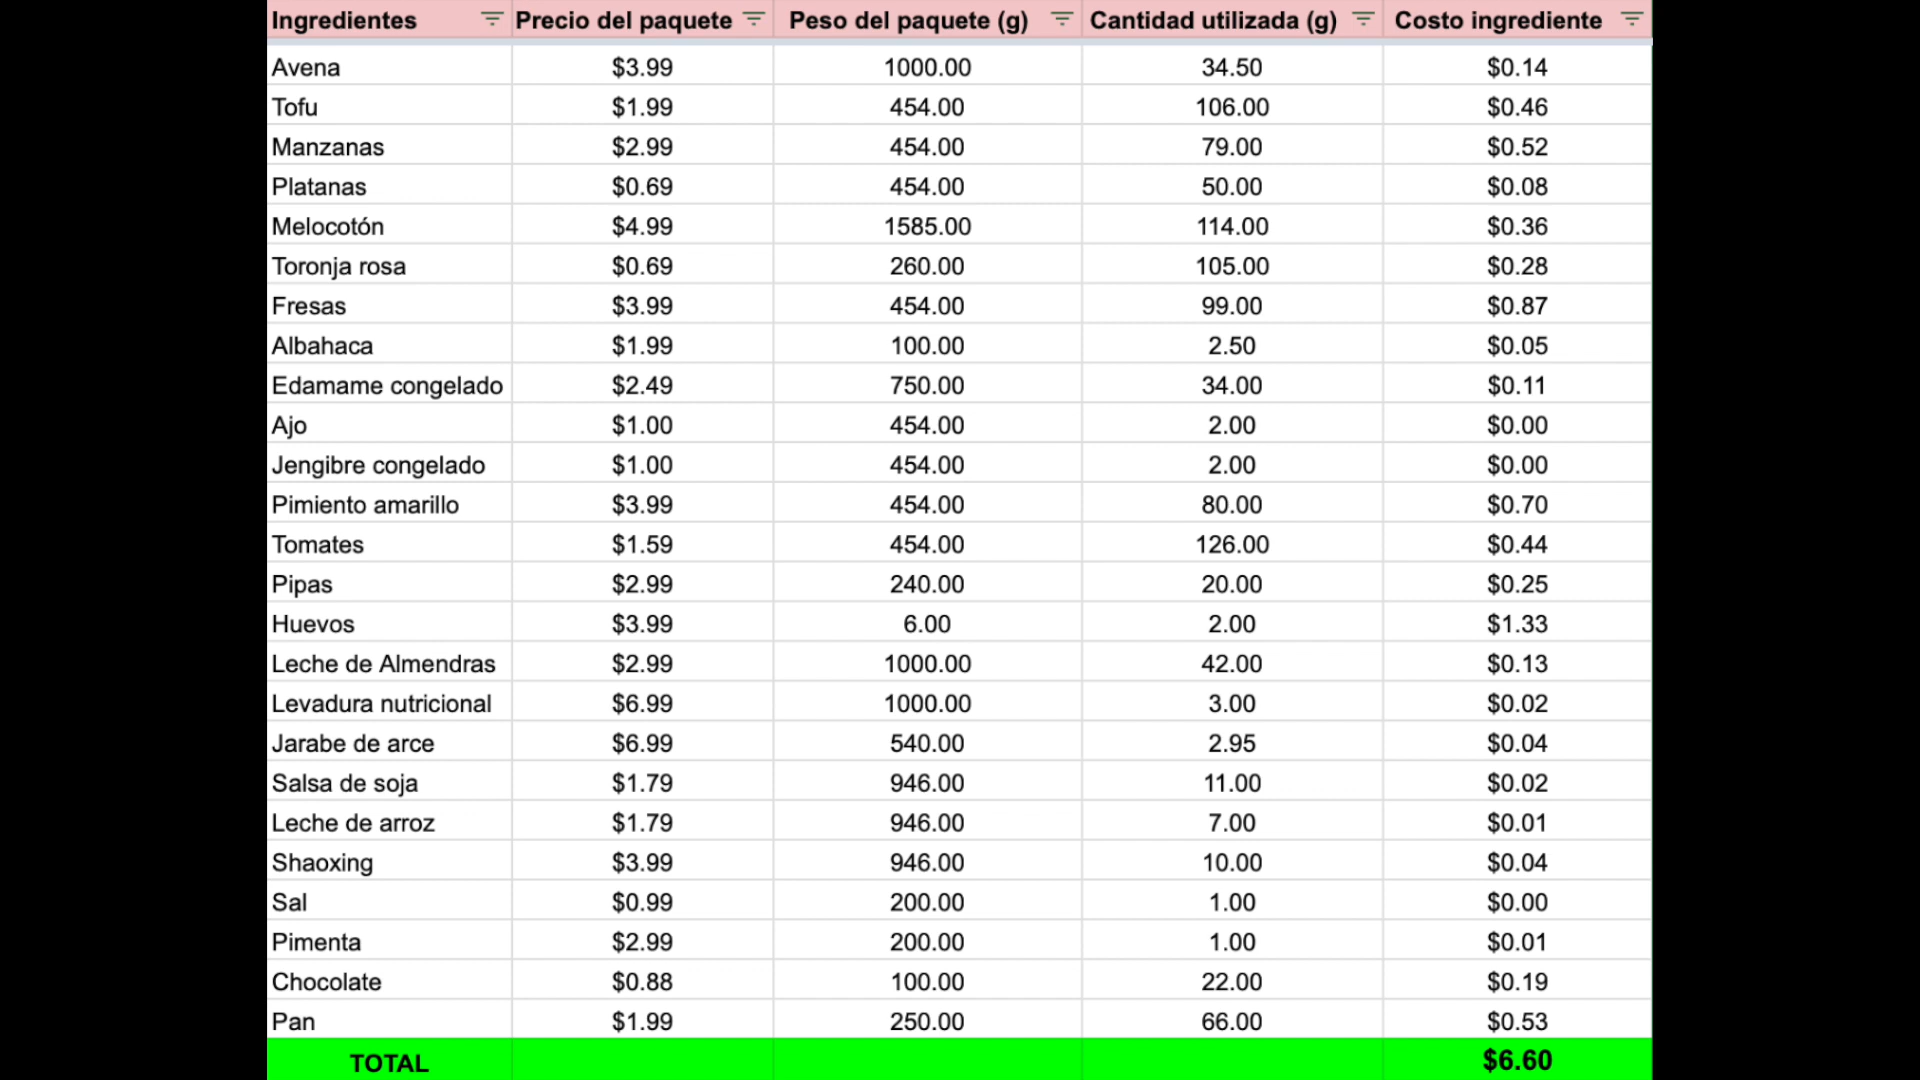 Ingredientes Precio del paquete Peso del paquete (g) Cantidad utilizada (g) Costo ingrediente
Avena $3.99 1000.00 34.50 $0.14
Tofu $1.99 454.00 106.00 $0.46
Manzanas $2.99 454.00 79.00 $0.52
Platanas $0.69 454.00 50.00 $0.08
Melocotón $4.99 1585.00 114.00 $0.36
Toronja rosa $0.69 260.00 105.00 $0.28
Fresas $3.99 454.00 99.00 $0.87
Albahaca $1.99 100.00 2.50 $0.05
Edamame congelado $2.49 750.00 34.00 $0.11
Ajo $1.00 454.00 2.00 $0.00
Jengibre congelado $1.00 454.00 2.00 $0.00
Pimiento amarillo $3.99 454.00 80.00 $0.70
Tomates $1.59 454.00 126.00 $0.44
Pipas $2.99 240.00 20.00 $0.25
Huevos $3.99 6.00 2.00 $1.33
Leche de Almendras $2.99 1000.00 42.00 $0.13
Levadura nutricional $6.99 1000.00 3.00 $0.02
Jarabe de arce $6.99 540.00 2.95 $0.04
Salsa de soja $1.79 946.00 11.00 $0.02
Leche de arroz $1.79 946.00 7.00 $0.01
Shaoxing $3.99 946.00 10.00 $0.04
Sal $0.99 200.00 1.00 $0.00
Pimenta $2.99 200.00 1.00 $0.01
Chocolate $0.88 100.00 22.00 $0.19
Pan $1.99 250.00 66.00 $0.53
TOTAL $6.60